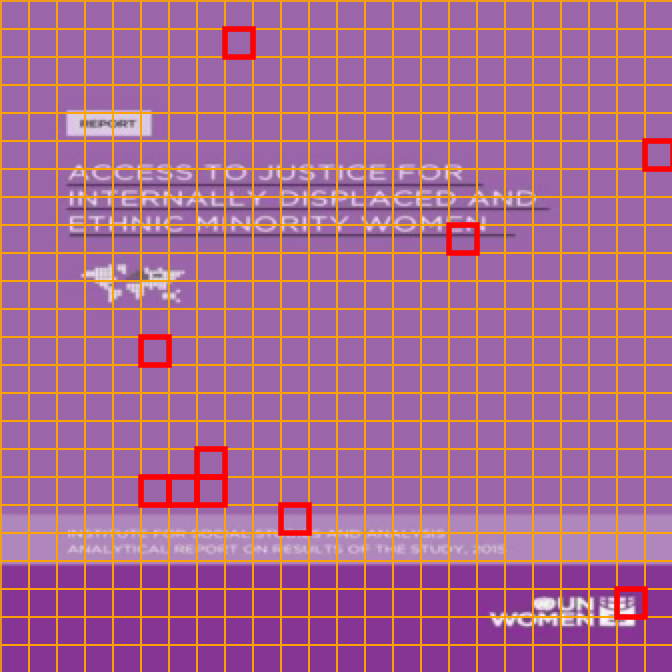 REPORT
ACCESS TO JUSTICE FOR
INTERNALLY DISPLACED AND
ETHNIC MINORITY WOMEN
INSTITUTE FOR SOCIAL STUDIES AND ANALYSIS
ANALYTICAL REPORT ON RESULTS OF THE STUDY, 2015
UN
WOMEN